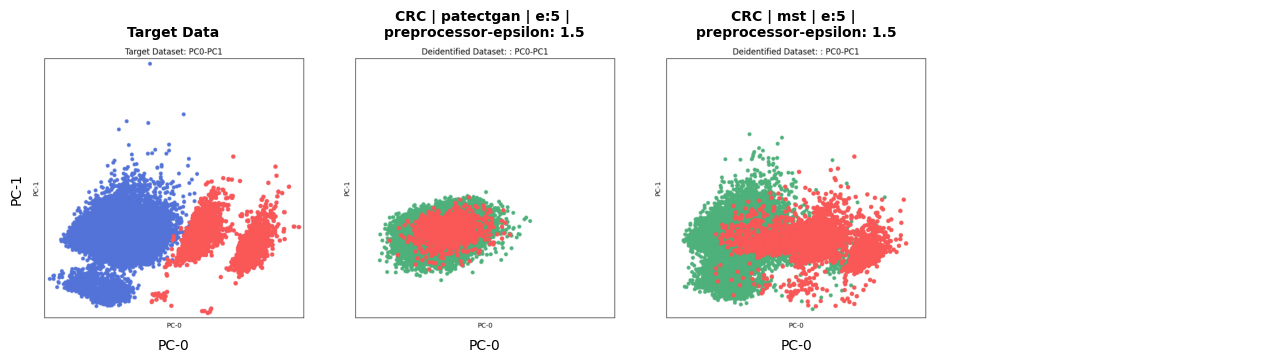 Target Data
Target Dataset: PC0-PC1
PC-1
PC-1
PC-0
PC-0
CRC | patectgan | e:5 |
preprocessor-epsilon: 1.5
Deidentified Dataset: : PC0-PC1
PC-1
PC-0
PC-0
CRC | mst | e:5 |
preprocessor-epsilon: 1.5
Deidentified Dataset: : PC0-PC1
PC-1
PC-0
PC-0